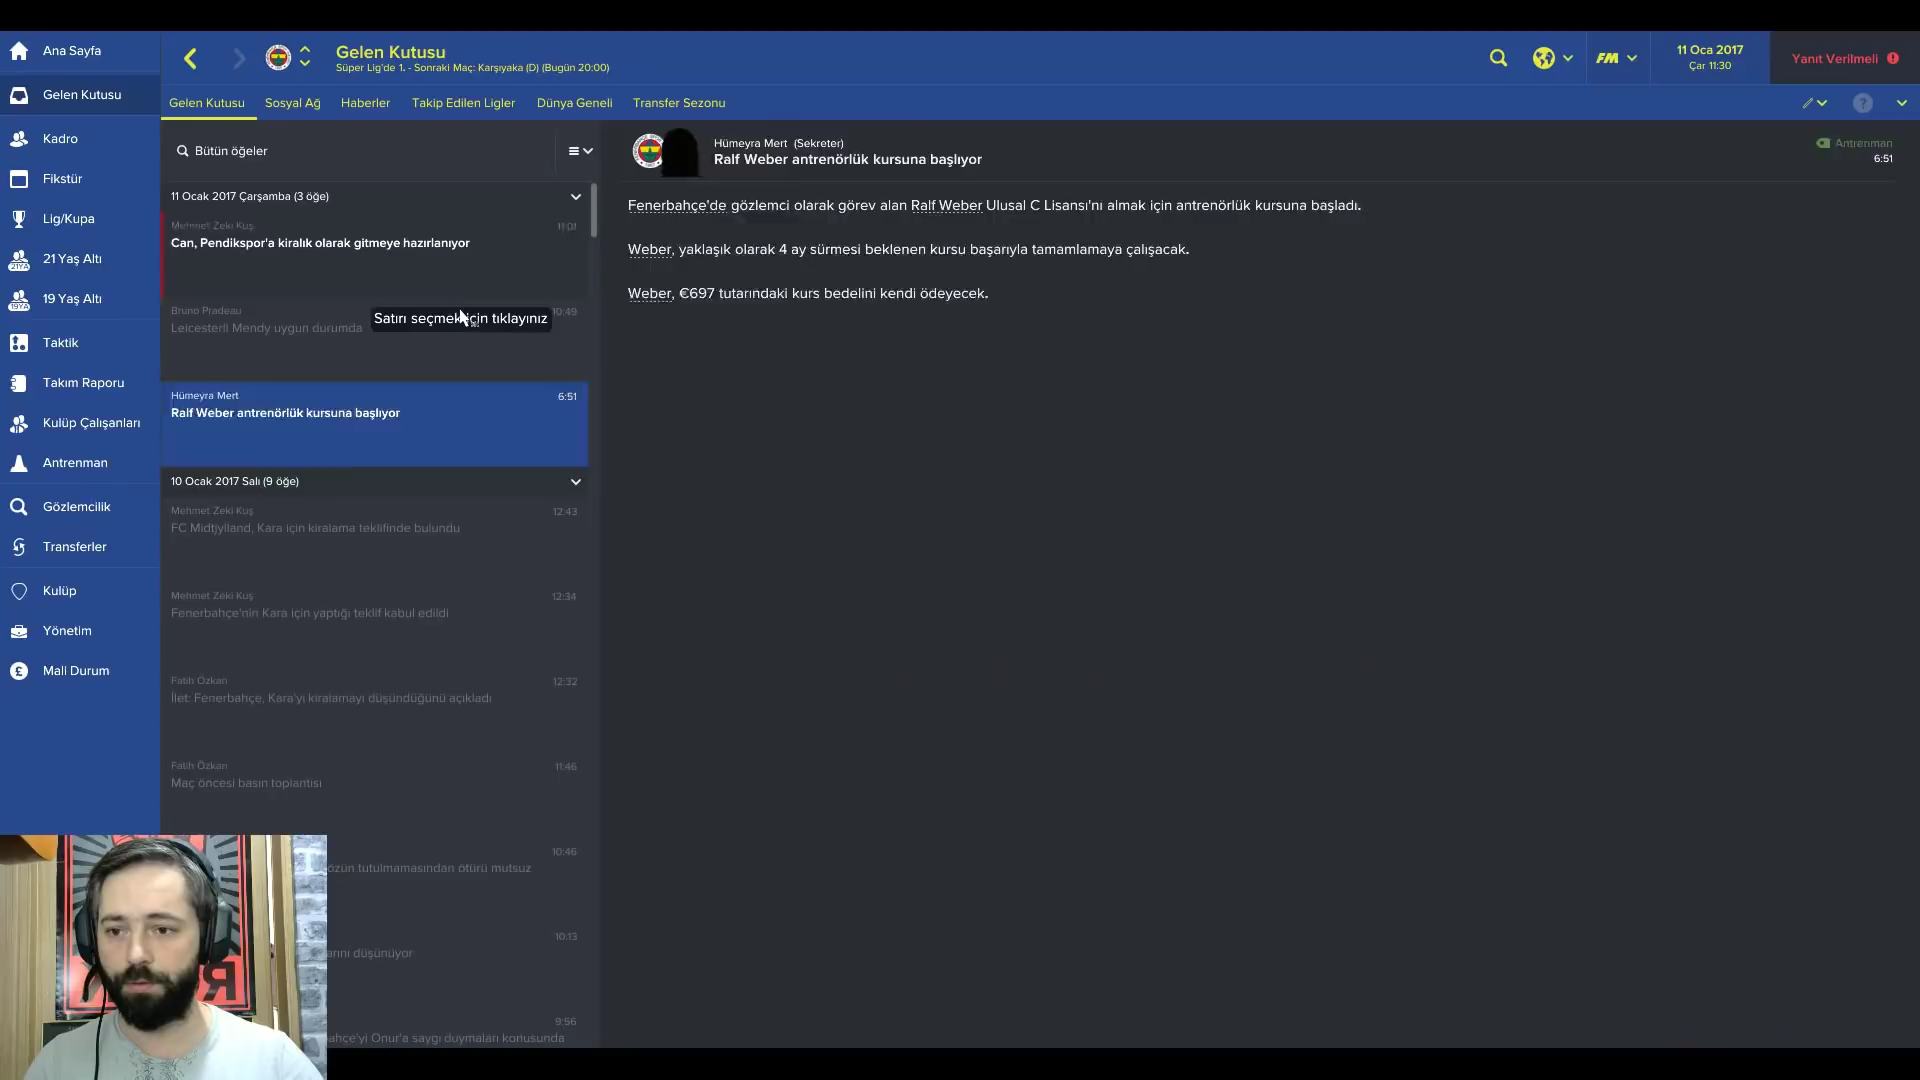 Ana Sayfa
Gelen Kutusu
Kadro
Fikstür
Lig/Kupa
21YA
21 Yaş Altı
19YA
19 Yaş Altı
Taktik
Takım Raporu
Kulüp Çalışanları
Antrenman
Gözlemcilik
Transferler
Kulüp
Yönetim
Mali Durum
Gelen Kutusu
Süper Lig'de 1. - Sonraki Maç: Karşıyaka (D) (Bugün 20:00)
FM
11 Oca 2017
Çar 11:30
Yanıt Verilmeli
Gelen Kutusu Sosyal Ağ Haberler Takip Edilen Ligler Dünya Geneli Transfer Sezonu
Bütün öğeler
11 Ocak 2017 Çarşamba (3 öğe)
Mehmet Zeki Kuş 11:01
Can, Pendikspor'a kiralık olarak gitmeye hazırlanıyor
Bruno Pradeau 10:49
Leicesterli Mendy uygun durumda
Satırı seçmek için tıklayınız
Hümeyra Mert 6:51
Ralf Weber antrenörlük kursuna başlıyor
10 Ocak 2017 Salı (9 öğe)
Mehmet Zeki Kuş 12:43
FC Midtjylland, Kara için kiralama teklifinde bulundu
Mehmet Zeki Kuş 12:34
Fenerbahçe'nin Kara için yaptığı teklif kabul edildi
Fatih Özkan 12:32
İlet: Fenerbahçe, Kara'yı kiralamayı düşündüğünü açıkladı
Fatih Özkan 11:46
Maç öncesi basın toplantısı
10:46
özün tutulmamasından ötürü mutsuz
10:13
arını düşünüyor
9:56
ahçe'yi Onur'a saygı duymaları konusunda
Hümeyra Mert (Sekreter)
Ralf Weber antrenörlük kursuna başlıyor
Antrenman
6:51
Fenerbahçe'de gözlemci olarak görev alan Ralf Weber Ulusal C Lisansı'nı almak için antrenörlük kursuna başladı.
Weber, yaklaşık olarak 4 ay sürmesi beklenen kursu başarıyla tamamlamaya çalışacak.
Weber, €697 tutarındaki kurs bedelini kendi ödeyecek.